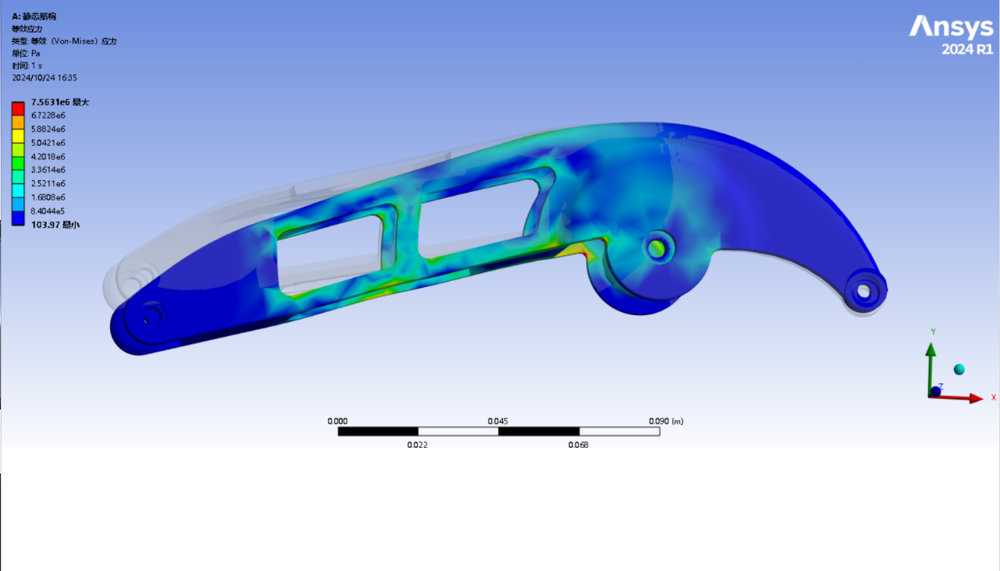 A: 静态结构
等效应力
类型: 等效（Von-Mises）应力
单位: Pa
时间: 1 s
2024/10/24 16:35
7.5631e6 最大
6.7228e6
5.8824e6
5.0421e6
4.2018e6
3.3614e6
2.5211e6
1.6808e6
8.4044e5
103.97 最小
Ansys
2024 R1
Y
Z
X
0.000
0.045
0.090 (m)
0.022
0.068